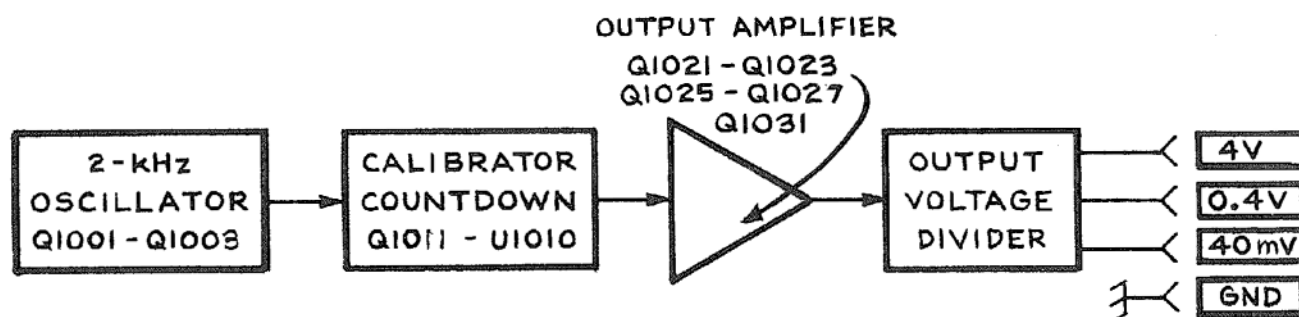 OUTPUT AMPLIFIER
Q1021-Q1023
Q1025-Q1027
Q1031
2-kHz
OSCILLATOR
Q1001-Q1003
CALIBRATOR
COUNTDOWN
Q1011 - U1010
OUTPUT
VOLTAGE
DIVIDER
4V
0.4V
40mV
GND